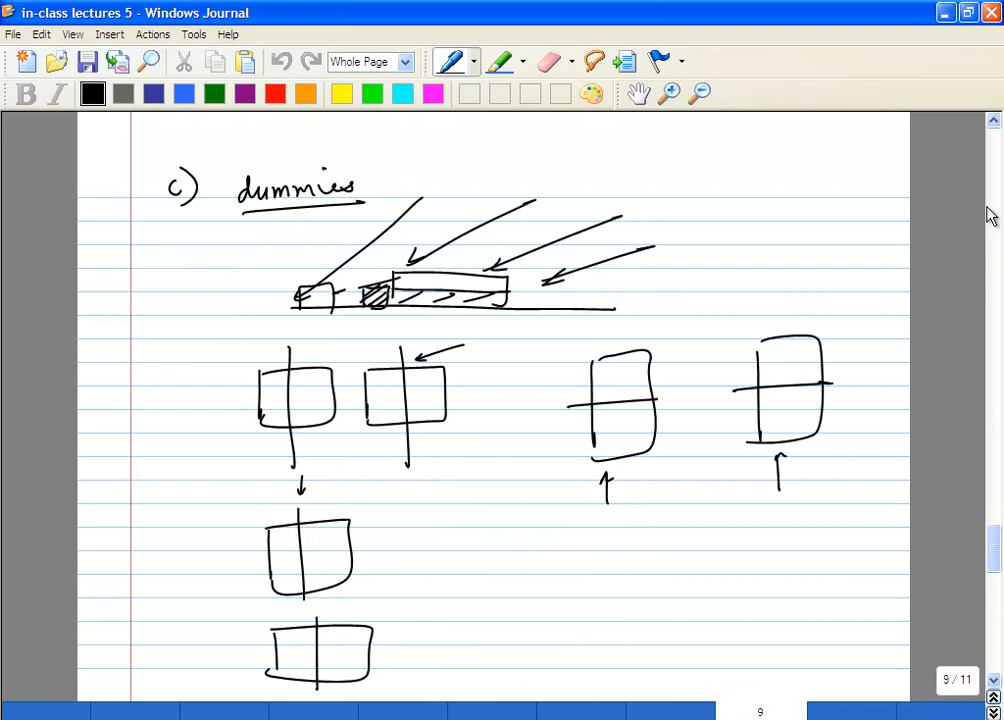 in-class lectures 5 - Windows Journal
File Edit View Insert Actions Tools Help
Whole Page
B I
c) dummies
9 / 11
9